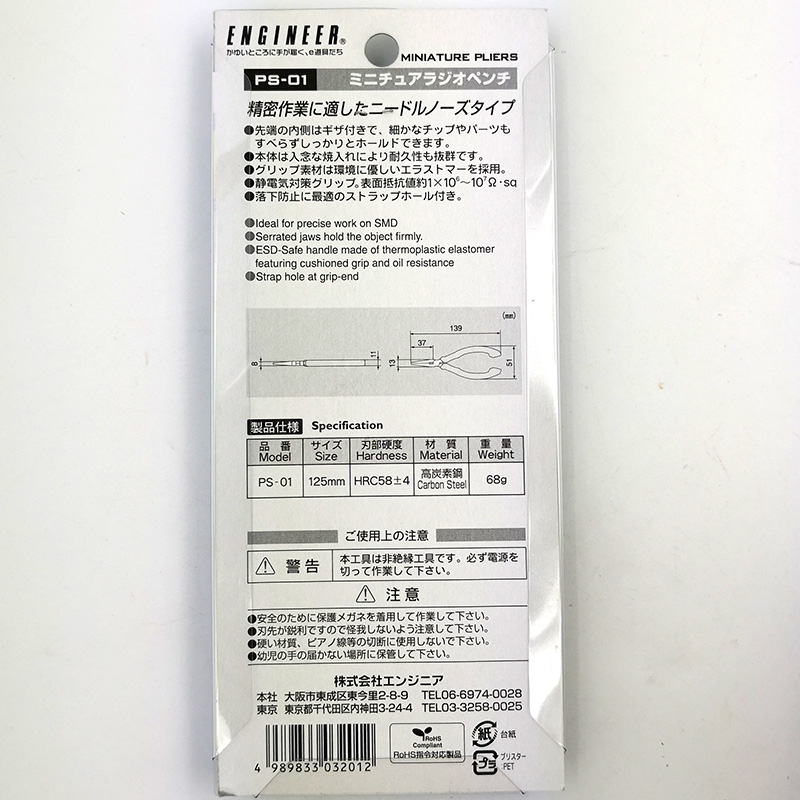 ENGINEER®
かゆいところに手が届く、e道具たち
MINIATURE PLIERS
PS-01 ミニチュアラジオペンチ
精密作業に適したニードルノーズタイプ
●先端の内側はギザ付きで、細かなチップやパーツも
すべらずしっかりとホールドできます。
●本体は入念な焼入れにより耐久性も抜群です。
●グリップ素材は環境に優しいエラストマーを採用。
●静電気対策グリップ。表面抵抗値約1×10⁶~10⁷Ω·sq
●落下防止に最適のストラップホール付き。
●Ideal for precise work on SMD
●Serrated jaws hold the object firmly.
●ESD-Safe handle made of thermoplastic elastomer
featuring cushioned grip and oil resistance
●Strap hole at grip-end
(mm)
139
37
8
11
13
51
製品仕様 Specification
品番 サイズ 刃部硬度 材質 重量
Model Size Hardness Material Weight
PS-01 125mm HRC58±4 高炭素鋼 Carbon Steel 68g
ご使用上の注意
⚠ 警告 本工具は非絶縁工具です。必ず電源を
切って作業して下さい。
⚠ 注意
●安全のために保護メガネを着用して作業して下さい。
●刃先が鋭利ですので怪我しないよう注意して下さい。
●硬い材質、ピアノ線等の切断に使用しないで下さい。
●幼児の手の届かない場所に保管して下さい。
株式会社エンジニア
本社 大阪市東成区東今里2-8-9 TEL06-6974-0028
東京 東京都千代田区内神田3-24-4 TEL03-3258-0025
RoHS
Compliant
RoHS指令対応製品
紙 台紙
プラ ブリスター
:PET
4 989833 032012